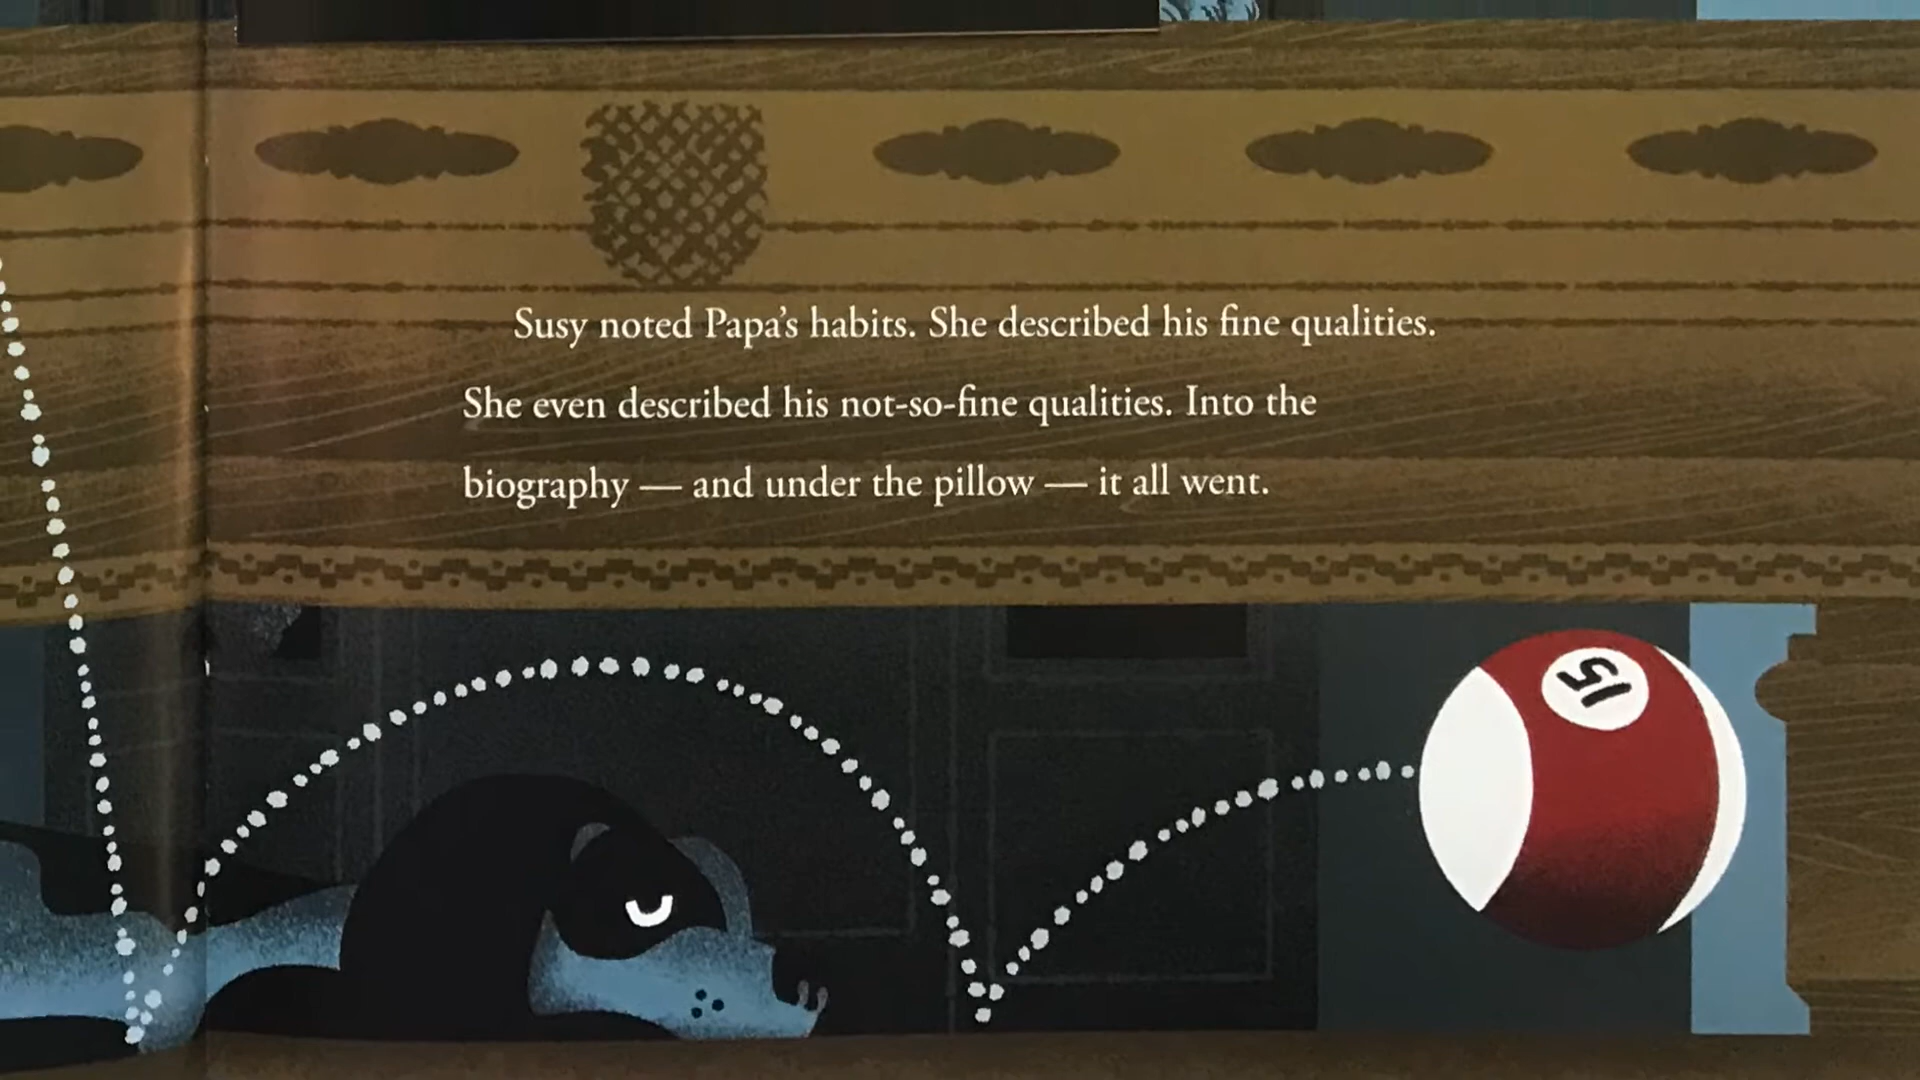 Susy noted Papa’s habits. She described his fine qualities.
She even described his not-so-fine qualities. Into the
biography — and under the pillow — it all went.
15